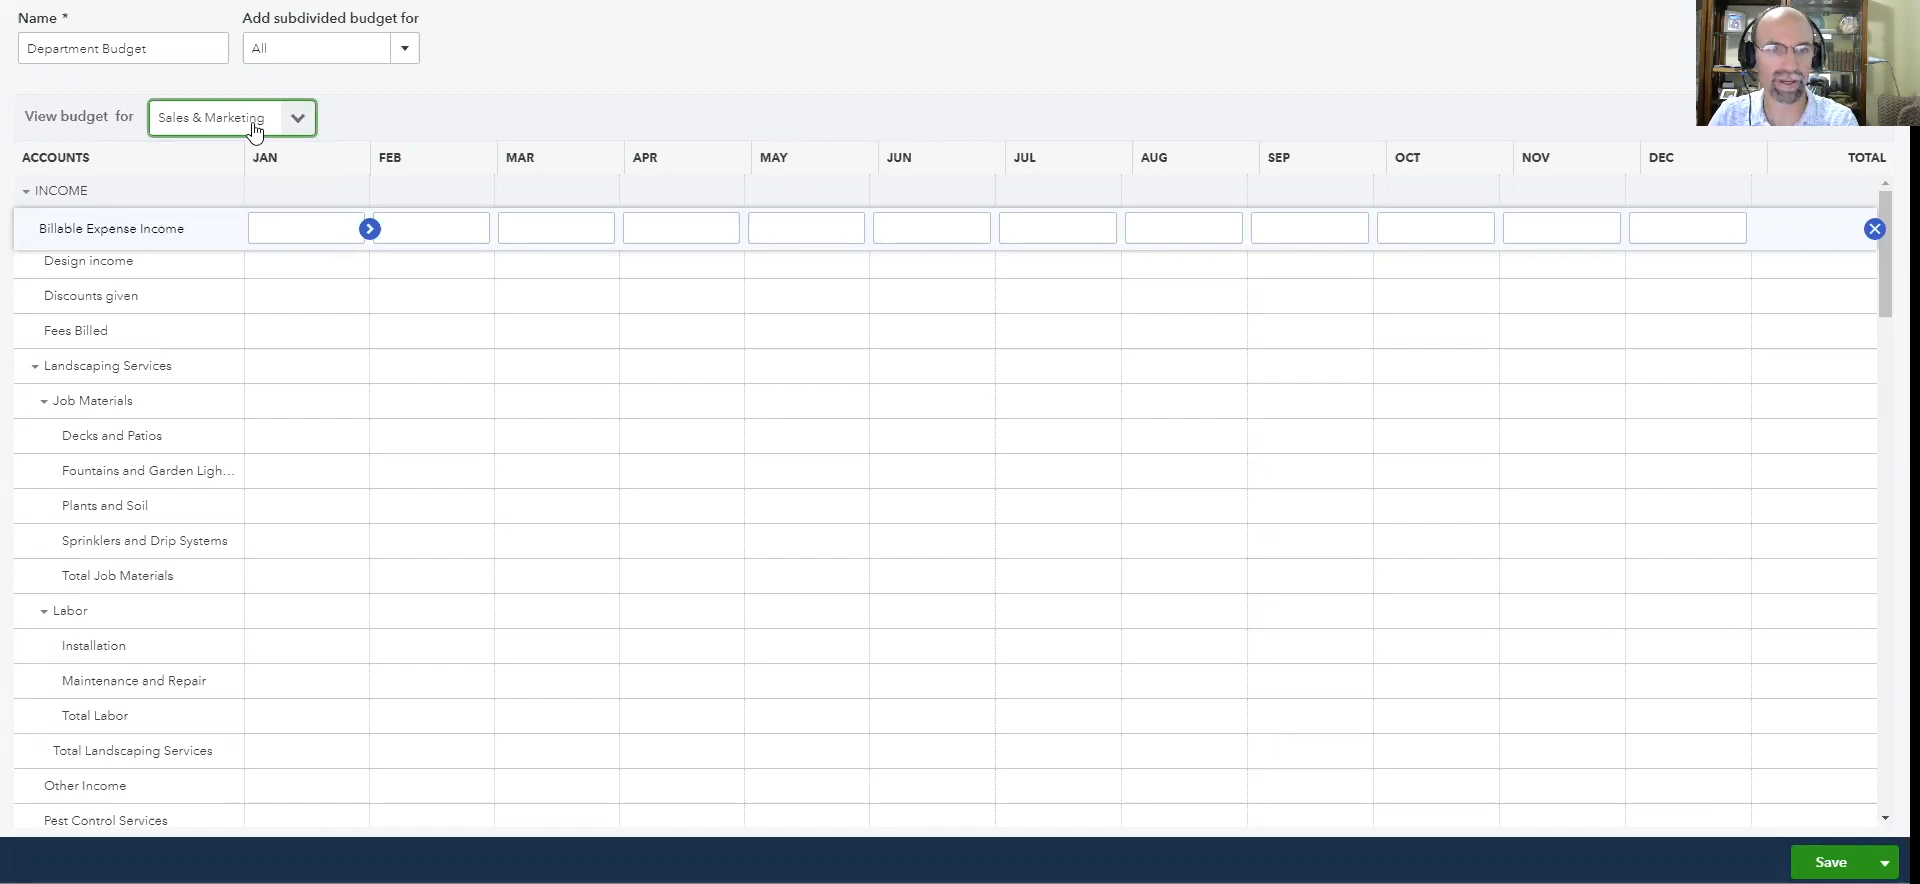 Name *
Add subdivided budget for
Department Budget
All
View budget for
Sales & Marketing
ACCOUNTS JAN FEB MAR APR MAY JUN JUL AUG SEP OCT NOV DEC TOTAL
INCOME
Billable Expense Income
Design income
Discounts given
Fees Billed
Landscaping Services
Job Materials
Decks and Patios
Fountains and Garden Ligh...
Plants and Soil
Sprinklers and Drip Systems
Total Job Materials
Labor
Installation
Maintenance and Repair
Total Labor
Total Landscaping Services
Other Income
Pest Control Services
Save